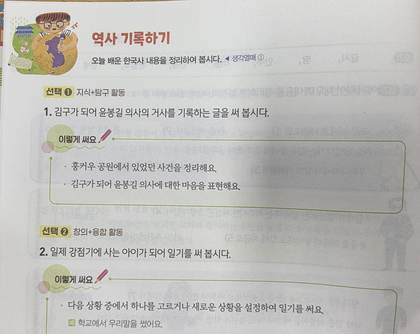 역사 기록하기
오늘 배운 한국사 내용을 정리하여 봅시다. ◀ 생각열매 ①
선택 ❶ 지식+탐구 활동
1. 김구가 되어 윤봉길 의사의 거사를 기록하는 글을 써 봅시다.
이렇게 써요
· 훙커우 공원에서 있었던 사건을 정리해요.
· 김구가 되어 윤봉길 의사에 대한 마음을 표현해요.
선택 ❷ 창의+융합 활동
2. 일제 강점기에 사는 아이가 되어 일기를 써 봅시다.
이렇게 써요
· 다음 상황 중에서 하나를 고르거나 새로운 상황을 설정하여 일기를 써요.
학교에서 우리말을 썼어요.